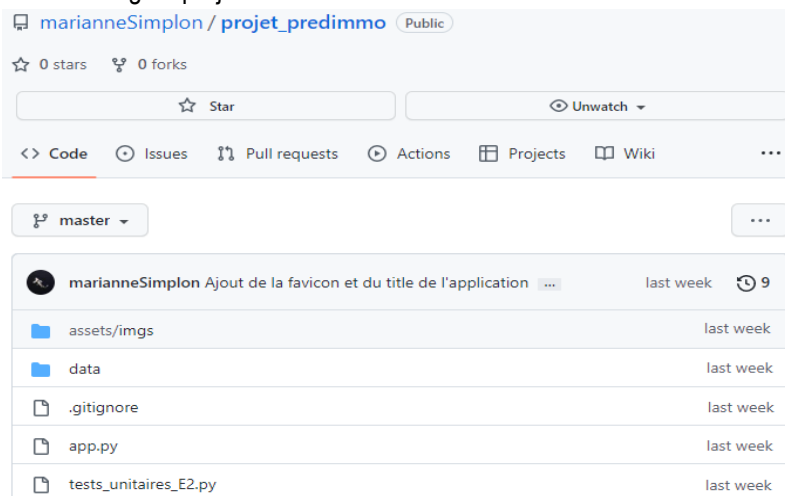 marianneSimplon / projet_predimmo Public
0 stars 0 forks
Star Unwatch
<> Code Issues Pull requests Actions Projects Wiki ...
master ...
marianneSimplon Ajout de la favicon et du title de l'application ... last week 9
assets/imgs last week
data last week
.gitignore last week
app.py last week
tests_unitaires_E2.py last week